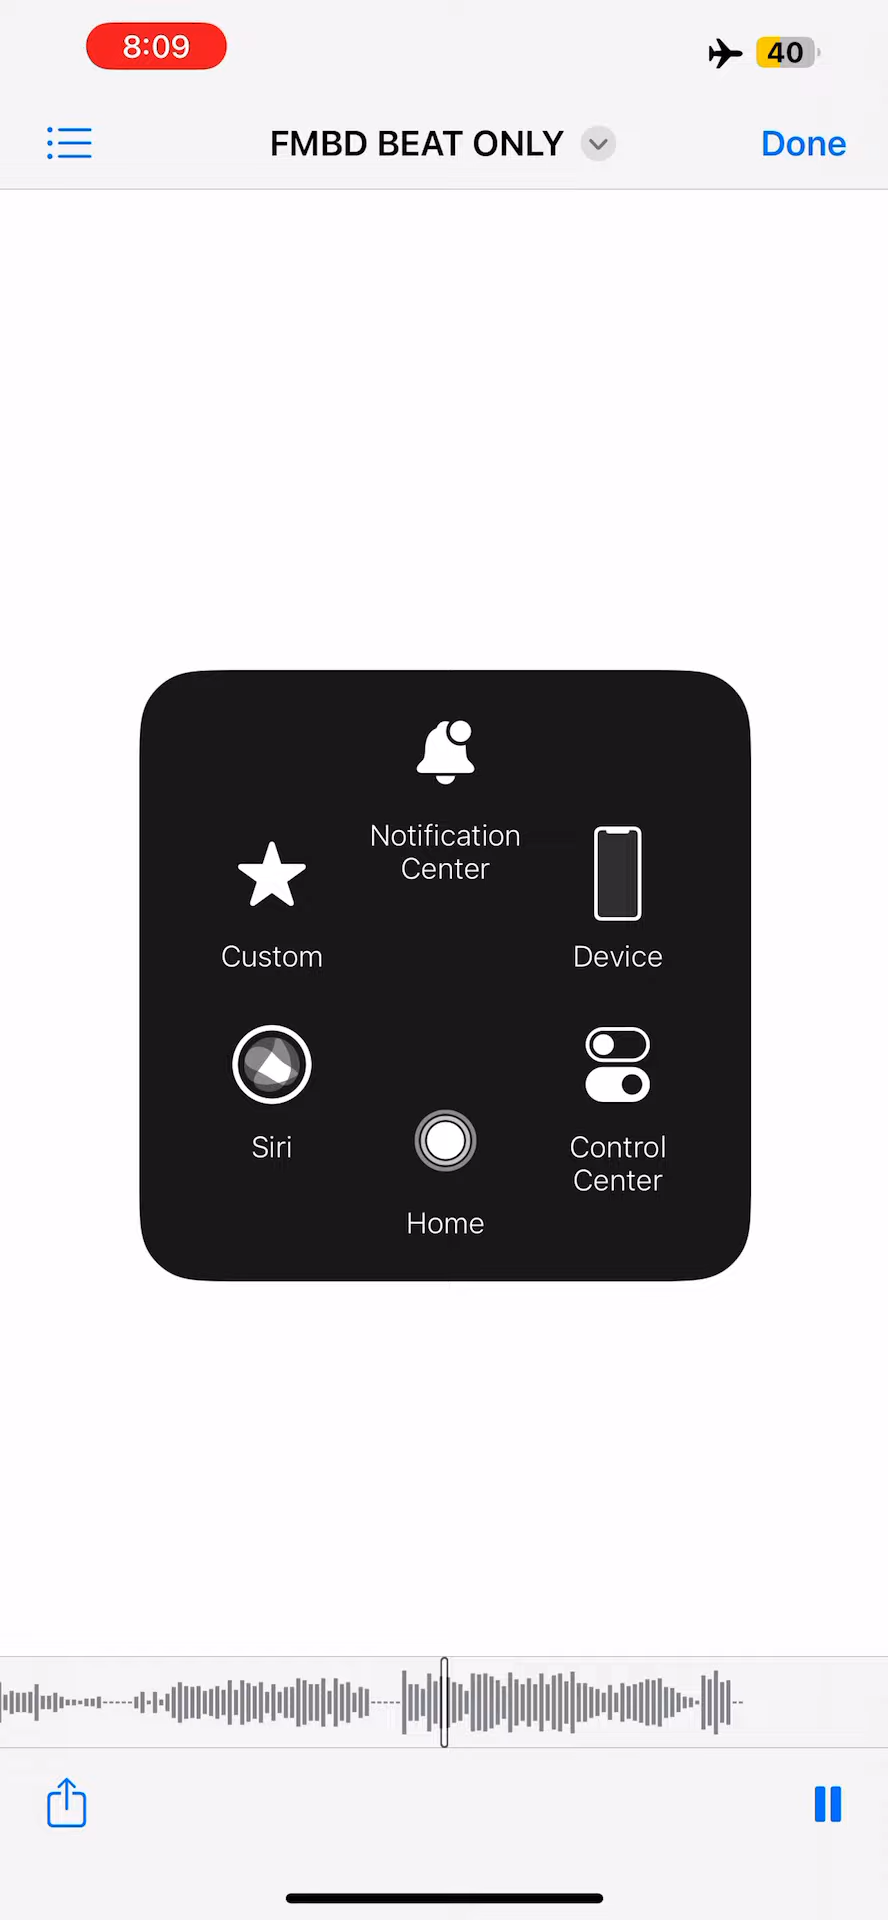 8:09
40
FMBD BEAT ONLY
Done
Notification
Center
Custom
Device
Siri
Control
Center
Home